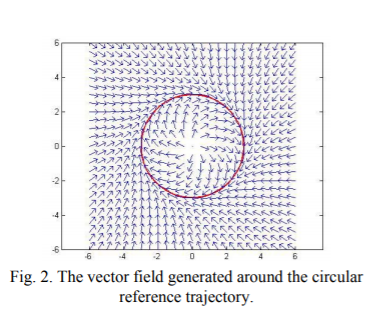 6
4
2
0
-2
-4
-6
-6 -4 -2 0 2 4 6
Fig. 2. The vector field generated around the circular
reference trajectory.